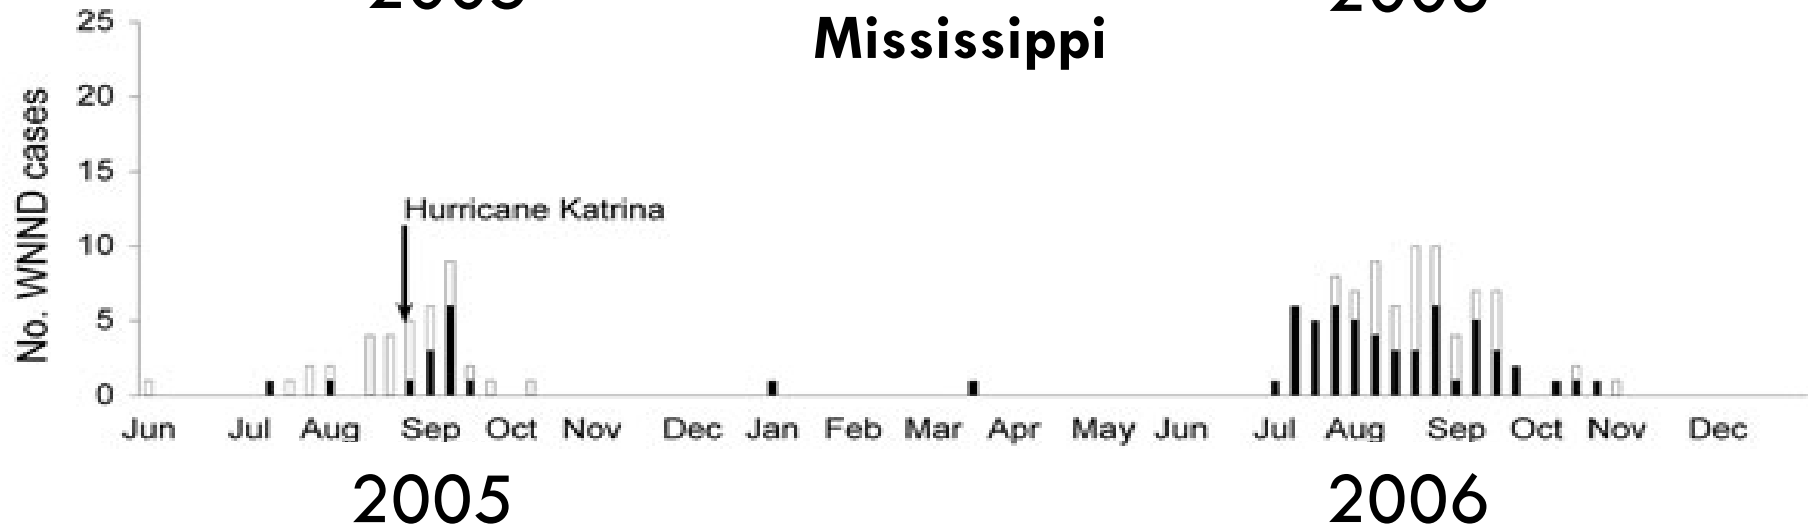 Mississippi
No. WNND cases
25
20
15
10
5
0
Hurricane Katrina
Jun Jul Aug Sep Oct Nov Dec Jan Feb Mar Apr May Jun Jul Aug Sep Oct Nov Dec
2005 2006